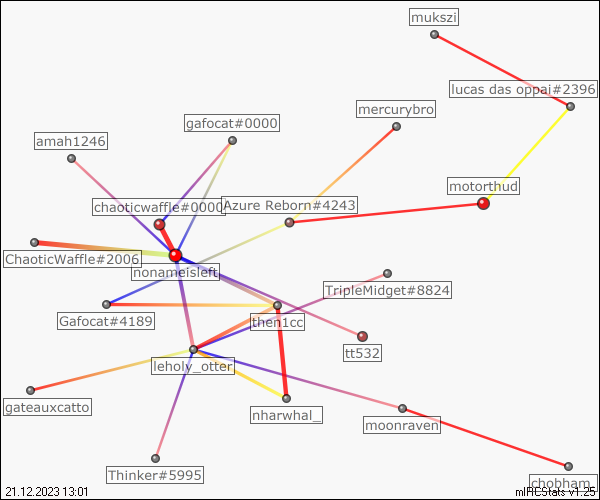 mukszi
lucas das oppai#2396
mercurybro
gafocat#0000
amah1246
motorthud
chaoticwaffle#0000
Azure Reborn#4243
ChaoticWaffle#2006
nonameisleft
TripleMidget#8824
Gafocat#4189
then1cc
tt532
leholy_otter
gateauxcatto
nharwhal_
moonraven
Thinker#5995
chobham_
21.12.2023 13:01
mIRCStats v1.25